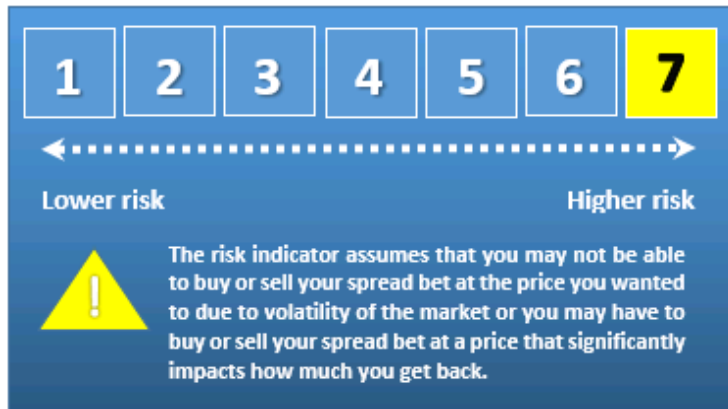 1 2 3 4 5 6 7
Lower risk Higher risk
!
The risk indicator assumes that you may not be able
to buy or sell your spread bet at the price you wanted
to due to volatility of the market or you may have to
buy or sell your spread bet at a price that significantly
impacts how much you get back.